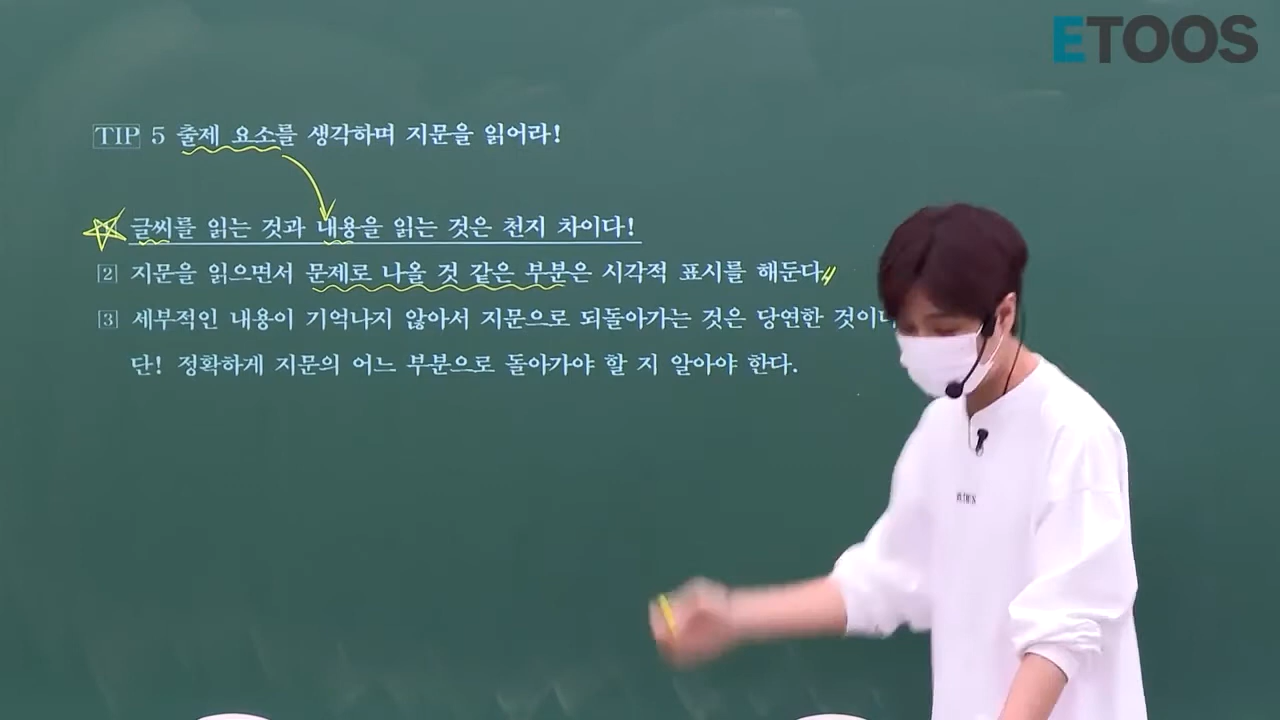 ETOOS
TIP 5 출제 요소를 생각하며 지문을 읽어라!
글씨를 읽는 것과 내용을 읽는 것은 천지 차이다!
2 지문을 읽으면서 문제로 나올 것 같은 부분은 시각적 표시를 해둔다
3 세부적인 내용이 기억나지 않아서 지문으로 되돌아가는 것은 당연한
단! 정확하게 지문의 어느 부분으로 돌아가야 할 지 알아야 한다.